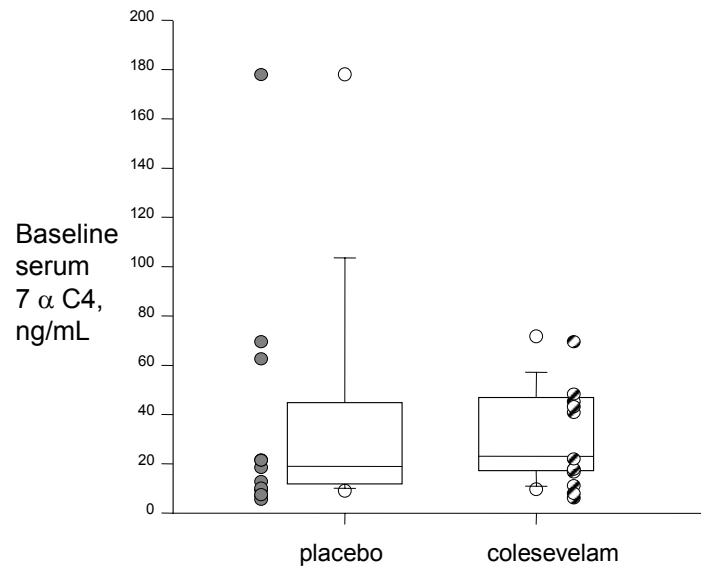 200
180
160
140
120
100
80
60
40
20
0
Baseline
serum
7 α C4,
ng/mL
placebo
colesevelam